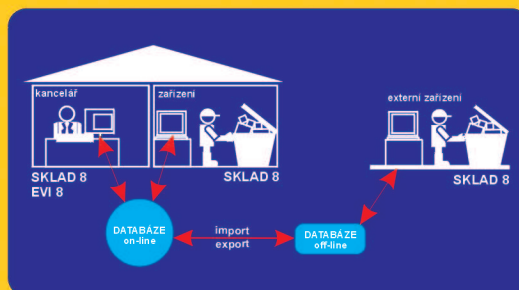 kancelář
zařízení
externi zařízení
SKLAD 8
EVI 8
SKLAD 8
SKLAD 8
DATABÁZE
on-line
import
export
DATABÁZE
off-line